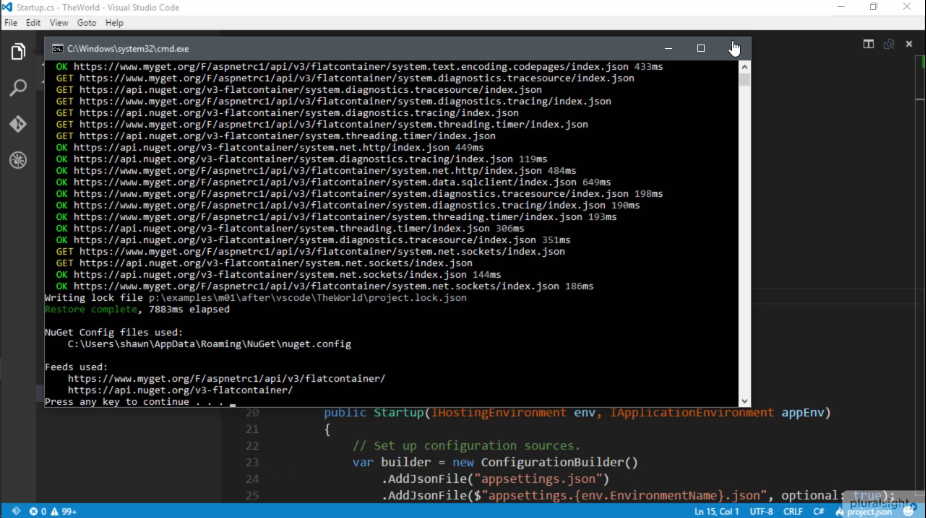 Startup.cs - TheWorld - Visual Studio Code
File Edit View Goto Help
C:\Windows\system32\cmd.exe
OK https://www.myget.org/F/aspnetrc1/api/v3/flatcontainer/system.text.encoding.codepages/index.json 433ms
GET https://www.myget.org/F/aspnetrc1/api/v3/flatcontainer/system.diagnostics.tracesource/index.json
GET https://api.nuget.org/v3-flatcontainer/system.diagnostics.tracesource/index.json
GET https://www.myget.org/F/aspnetrc1/api/v3/flatcontainer/system.diagnostics.tracing/index.json
GET https://api.nuget.org/v3-flatcontainer/system.diagnostics.tracing/index.json
GET https://www.myget.org/F/aspnetrc1/api/v3/flatcontainer/system.threading.timer/index.json
GET https://api.nuget.org/v3-flatcontainer/system.threading.timer/index.json
OK https://api.nuget.org/v3-flatcontainer/system.net.http/index.json 449ms
OK https://api.nuget.org/v3-flatcontainer/system.diagnostics.tracing/index.json 119ms
OK https://www.myget.org/F/aspnetrc1/api/v3/flatcontainer/system.net.http/index.json 484ms
OK https://www.myget.org/F/aspnetrc1/api/v3/flatcontainer/system.data.sqlclient/index.json 649ms
OK https://www.myget.org/F/aspnetrc1/api/v3/flatcontainer/system.diagnostics.tracesource/index.json 198ms
OK https://www.myget.org/F/aspnetrc1/api/v3/flatcontainer/system.diagnostics.tracing/index.json 190ms
OK https://www.myget.org/F/aspnetrc1/api/v3/flatcontainer/system.threading.timer/index.json 193ms
OK https://api.nuget.org/v3-flatcontainer/system.threading.timer/index.json 306ms
OK https://api.nuget.org/v3-flatcontainer/system.diagnostics.tracesource/index.json 351ms
GET https://www.myget.org/F/aspnetrc1/api/v3/flatcontainer/system.net.sockets/index.json
GET https://api.nuget.org/v3-flatcontainer/system.net.sockets/index.json
OK https://api.nuget.org/v3-flatcontainer/system.net.sockets/index.json 144ms
OK https://www.myget.org/F/aspnetrc1/api/v3/flatcontainer/system.net.sockets/index.json 186ms
Writing lock file p:\examples\m01\after\vscode\TheWorld\project.lock.json
Restore complete, 7883ms elapsed
NuGet Config files used:
C:\Users\shawn\AppData\Roaming\NuGet\nuget.config
Feeds used:
https://www.myget.org/F/aspnetrc1/api/v3/flatcontainer/
https://api.nuget.org/v3-flatcontainer/
Press any key to continue . . . _
20 public Startup(IHostingEnvironment env, IApplicationEnvironment appEnv)
21 {
22 // Set up configuration sources.
23 var builder = new ConfigurationBuilder()
24 .AddJsonFile("appsettings.json")
25 .AddJsonFile($"appsettings.{env.EnvironmentName}.json", optional: true);
pluralsight
0 99+ Ln 15, Col 1 UTF-8 CRLF C# project.json